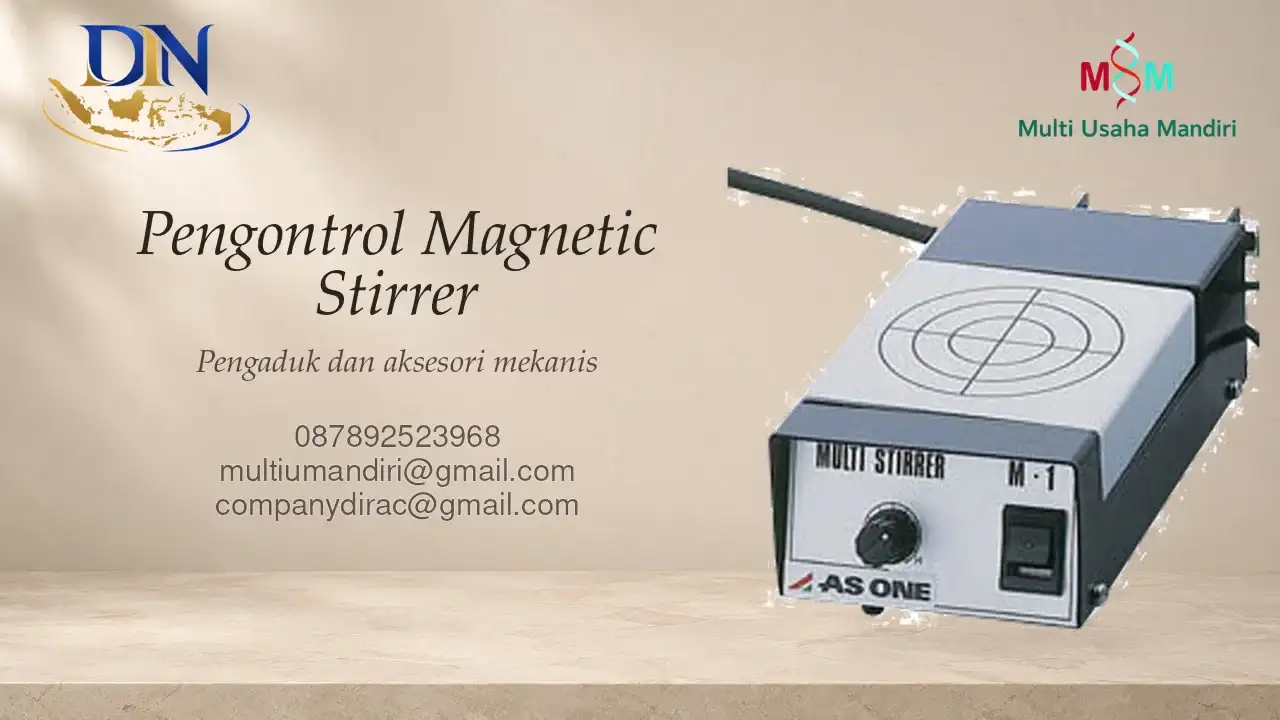 DN
MSM
Multi Usaha Mandiri
Pengontrol Magnetic
Stirrer
Pengaduk dan aksesori mekanis
087892523968
multiumandiri@gmail.com
companydirac@gmail.com
MULTI STIRRER
M·1
AS ONE